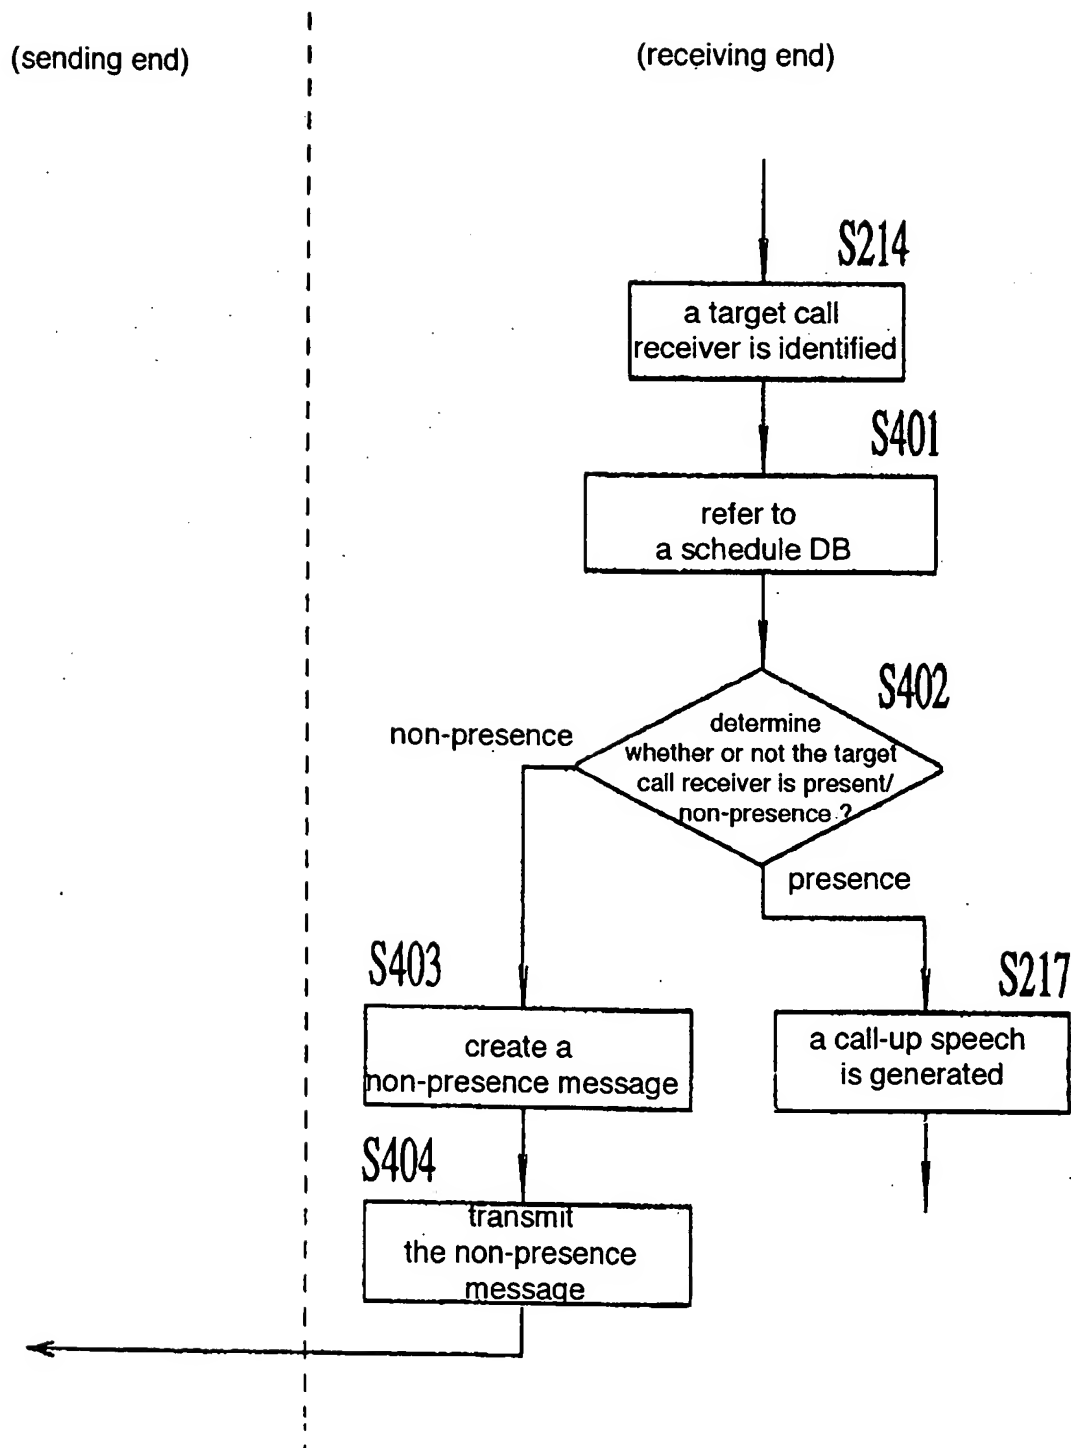 (sending end)
(receiving end)
S214
a target call
receiver is identified
S401
refer to
a schedule DB
S402
determine
whether or not the target
call receiver is present/
non-presence ?
non-presence
presence
S403
create a
non-presence message
S217
a call-up speech
is generated
S404
transmit
the non-presence
message